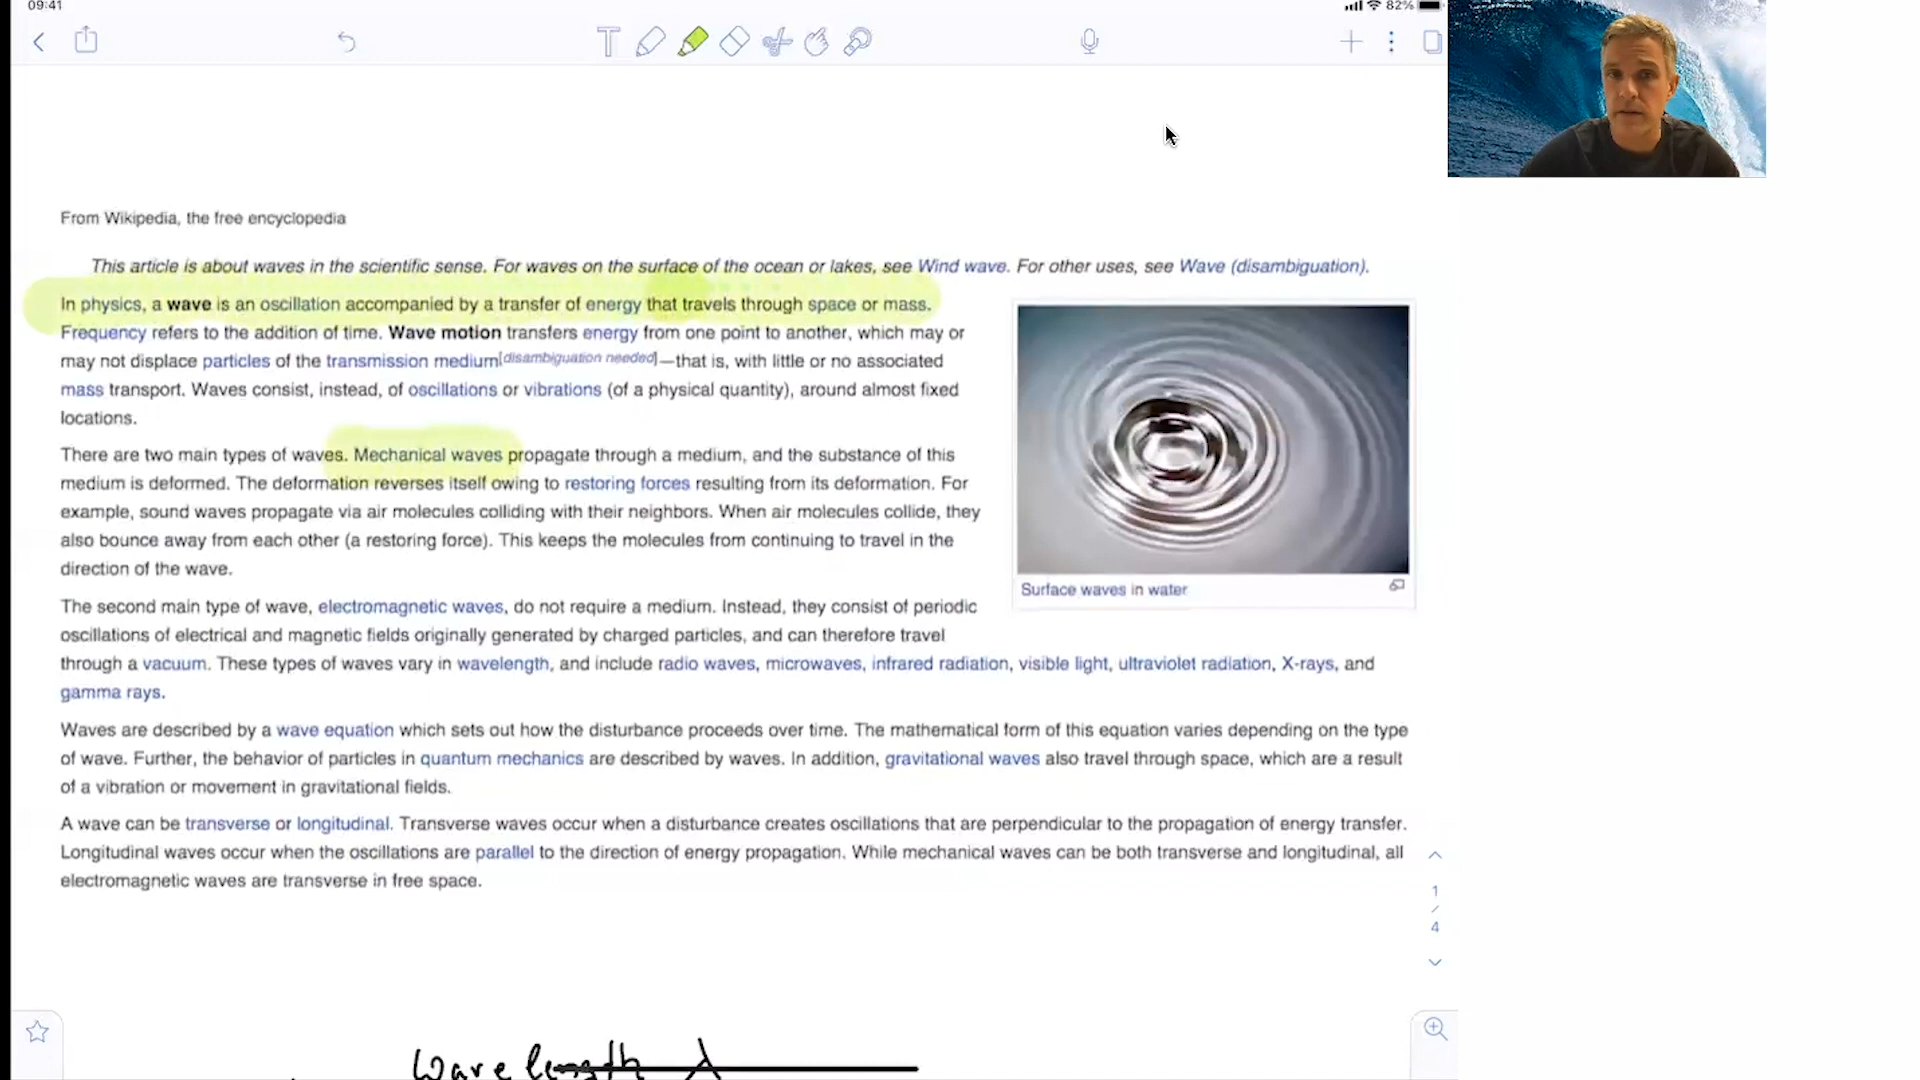 09:41
82%
From Wikipedia, the free encyclopedia
This article is about waves in the scientific sense. For waves on the surface of the ocean or lakes, see Wind wave. For other uses, see Wave (disambiguation).
In physics, a wave is an oscillation accompanied by a transfer of energy that travels through space or mass.
Frequency refers to the addition of time. Wave motion transfers energy from one point to another, which may or
may not displace particles of the transmission medium[disambiguation needed]—that is, with little or no associated
mass transport. Waves consist, instead, of oscillations or vibrations (of a physical quantity), around almost fixed
locations.
There are two main types of waves. Mechanical waves propagate through a medium, and the substance of this
medium is deformed. The deformation reverses itself owing to restoring forces resulting from its deformation. For
example, sound waves propagate via air molecules colliding with their neighbors. When air molecules collide, they
also bounce away from each other (a restoring force). This keeps the molecules from continuing to travel in the
direction of the wave.
Surface waves in water
The second main type of wave, electromagnetic waves, do not require a medium. Instead, they consist of periodic
oscillations of electrical and magnetic fields originally generated by charged particles, and can therefore travel
through a vacuum. These types of waves vary in wavelength, and include radio waves, microwaves, infrared radiation, visible light, ultraviolet radiation, X-rays, and
gamma rays.
Waves are described by a wave equation which sets out how the disturbance proceeds over time. The mathematical form of this equation varies depending on the type
of wave. Further, the behavior of particles in quantum mechanics are described by waves. In addition, gravitational waves also travel through space, which are a result
of a vibration or movement in gravitational fields.
A wave can be transverse or longitudinal. Transverse waves occur when a disturbance creates oscillations that are perpendicular to the propagation of energy transfer.
Longitudinal waves occur when the oscillations are parallel to the direction of energy propagation. While mechanical waves can be both transverse and longitudinal, all
electromagnetic waves are transverse in free space.
1
/
4
Wavelength λ